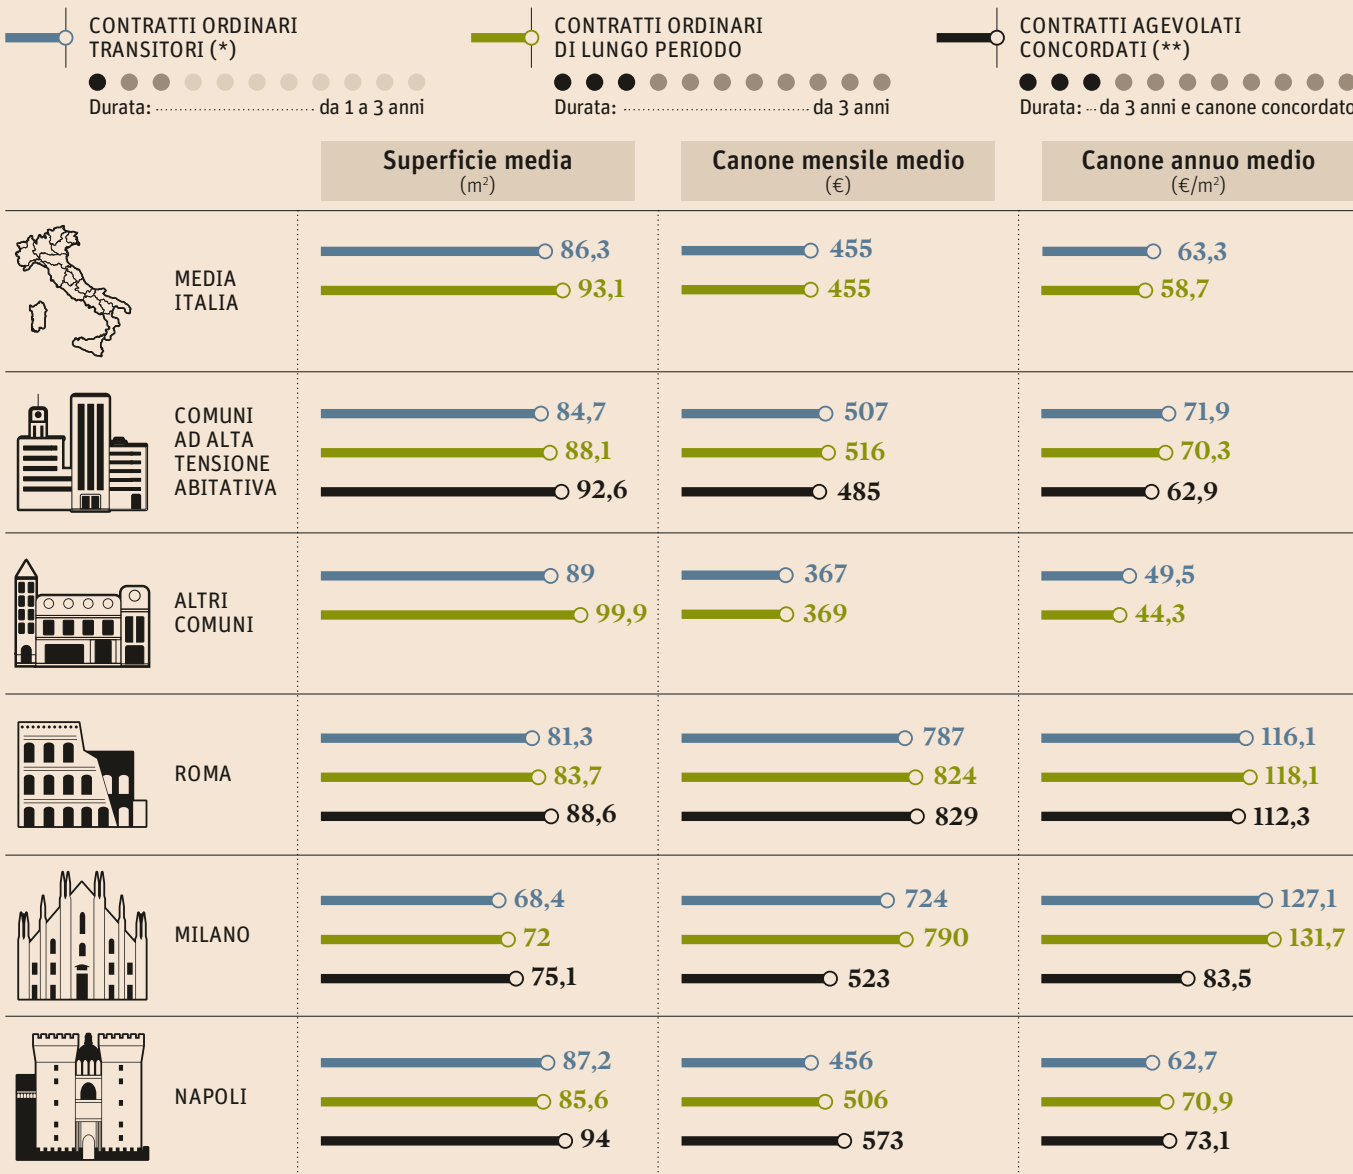 CONTRATTI ORDINARI
TRANSITORI (*)
Durata: da 1 a 3 anni
CONTRATTI ORDINARI
DI LUNGO PERIODO
Durata: da 3 anni
CONTRATTI AGEVOLATI
CONCORDATI (**)
Durata: da 3 anni e canone concordato
Superficie media
(m²)
Canone mensile medio
(€)
Canone annuo medio
(€/m²)
MEDIA
ITALIA
86,3
93,1
455
455
63,3
58,7
COMUNI
AD ALTA
TENSIONE
ABITATIVA
84,7
88,1
92,6
507
516
485
71,9
70,3
62,9
ALTRI
COMUNI
89
99,9
367
369
49,5
44,3
ROMA
81,3
83,7
88,6
787
824
829
116,1
118,1
112,3
MILANO
68,4
72
75,1
724
790
523
127,1
131,7
83,5
NAPOLI
87,2
85,6
94
456
506
573
62,7
70,9
73,1